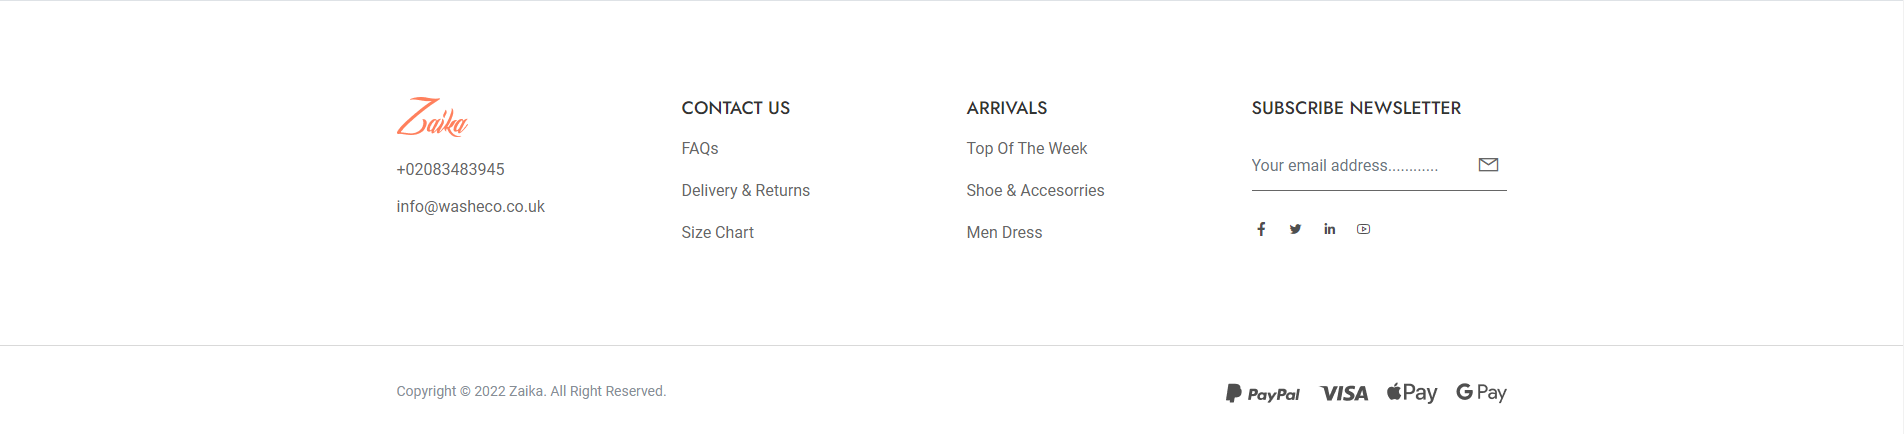 Zaika
+02083483945
info@washeco.co.uk
CONTACT US
FAQs
Delivery & Returns
Size Chart
ARRIVALS
Top Of The Week
Shoe & Accesorries
Men Dress
SUBSCRIBE NEWSLETTER
Your email address............
Copyright © 2022 Zaika. All Right Reserved.
PayPal VISA Pay G Pay